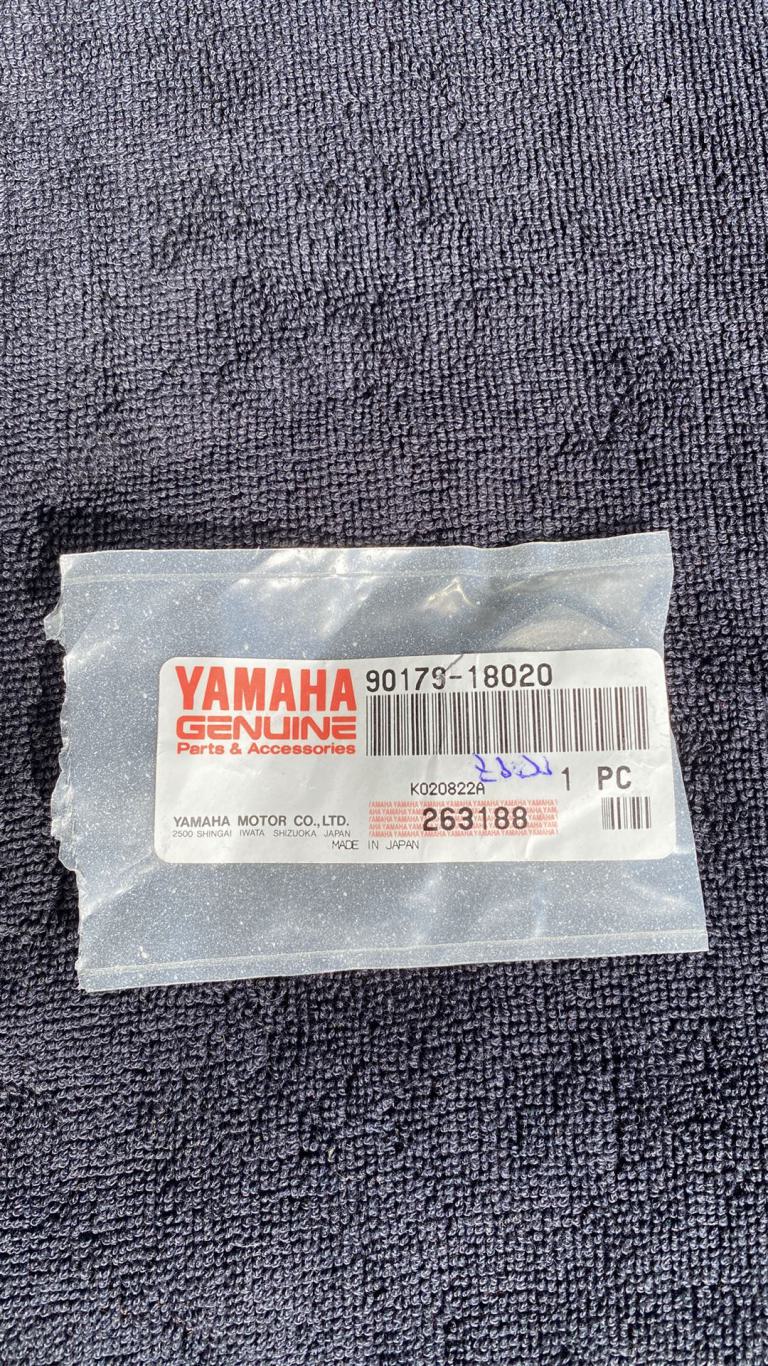 YAMAHA
GENUINE
Parts & Accessories
90179-18020
K020822A
1 PC
263188
YAMAHA MOTOR CO.,LTD.
2500 SHINGAI IWATA SHIZUOKA JAPAN
MADE IN JAPAN